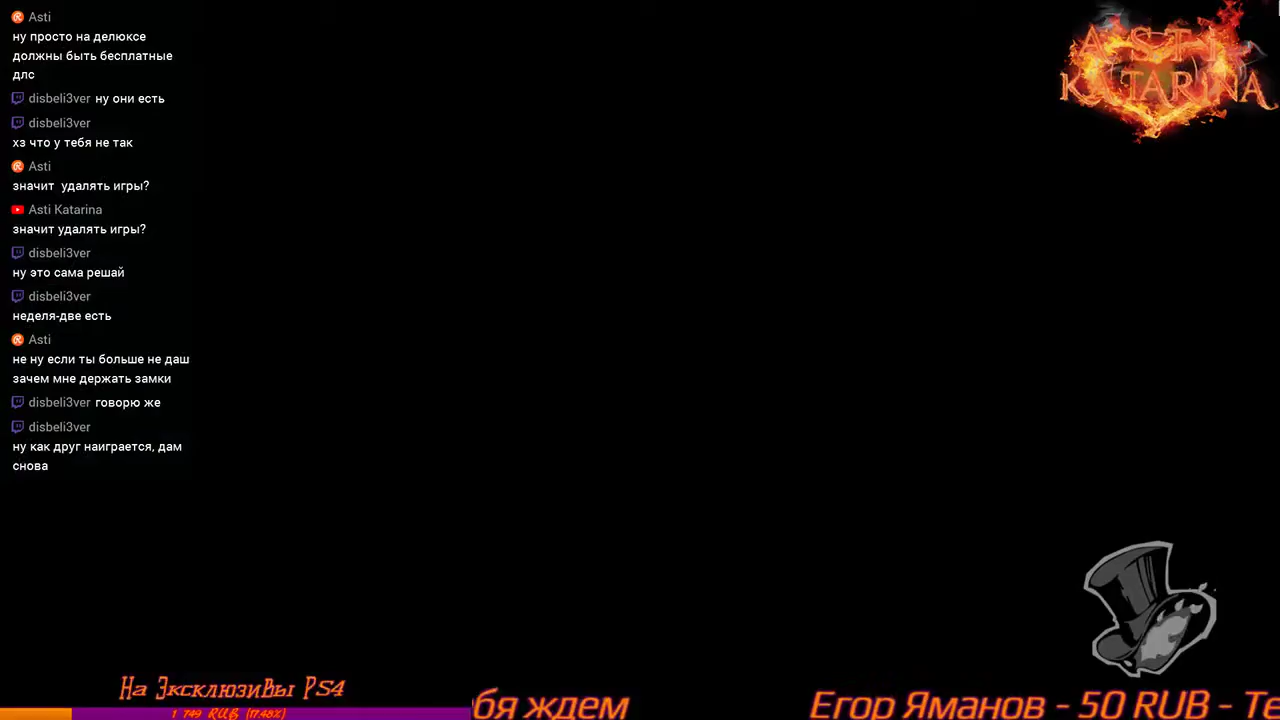 Asti
ну просто на делюксе
должны быть бесплатные
длс
disbeli3ver ну они есть
disbeli3ver
хз что у тебя не так
Asti
значит  удалять игры?
Asti Katarina
значит удалять игры?
disbeli3ver
ну это сама решай
disbeli3ver
неделя-две есть
Asti
не ну если ты больше не даш
зачем мне держать замки
disbeli3ver говорю же
disbeli3ver
ну как друг наиграется, дам
снова
ASTI
KATARINA
На Эксклюзивы PS4
1 749 RUB (17.48%)
бя ждем
Егор Яманов - 50 RUB - Те